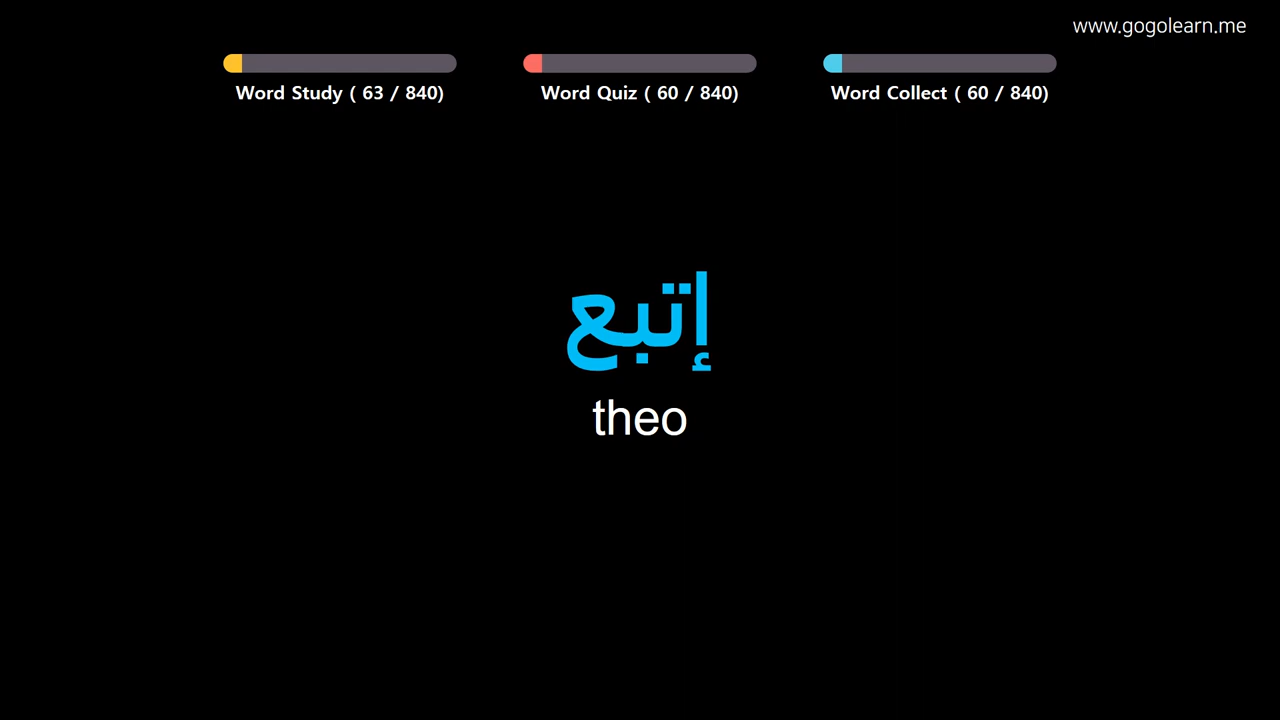 www.gogolearn.me
Word Study ( 63 / 840)
Word Quiz ( 60 / 840)
Word Collect ( 60 / 840)
إتبع
theo